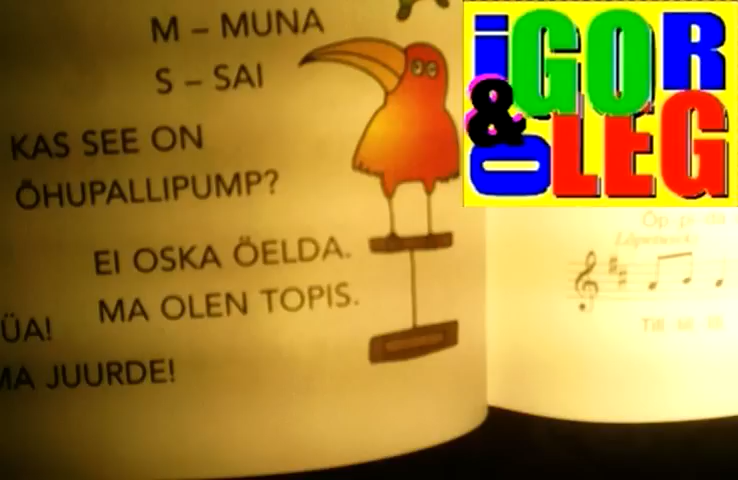 M – MUNA
S – SAI
KAS SEE ON
ÕHUPALLIPUMP?
EI OSKA ÖELDA.
MA OLEN TOPIS.
ÜA!
MA JUURDE!
iGOR
&
OLEG